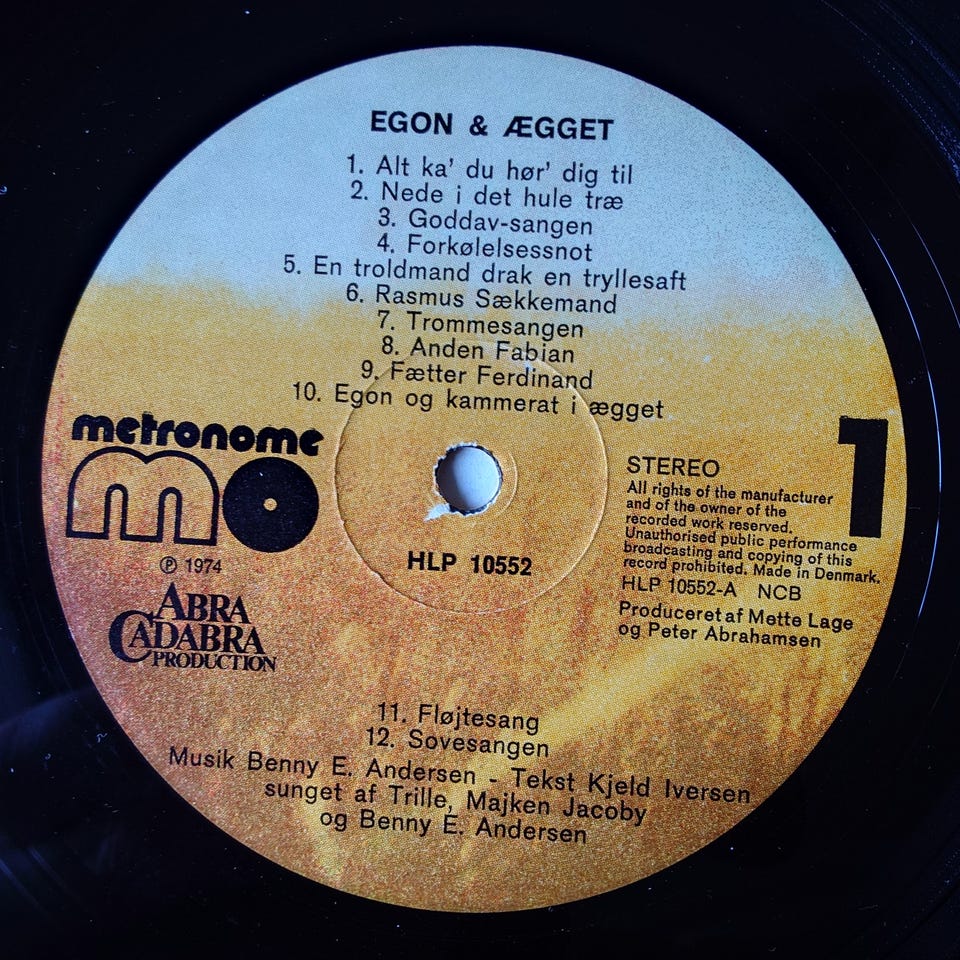 EGON & ÆGGET
1. Alt ka' du hør' dig til
2. Nede i det hule træ
3. Goddav-sangen
4. Forkølelsessnot
5. En troldmand drak en tryllesaft
6. Rasmus Sækkemand
7. Trommesangen
8. Anden Fabian
9. Fætter Ferdinand
10. Egon og kammerat i ægget
metronome
mo
℗ 1974
ABRA
CADABRA
PRODUCTION
HLP 10552
1
STEREO
All rights of the manufacturer
and of the owner of the
recorded work reserved.
Unauthorised public performance
broadcasting and copying of this
record prohibited. Made in Denmark.
HLP 10552-A NCB
Produceret af Mette Lage
og Peter Abrahamsen
11. Fløjtesang
12. Sovesangen
Musik Benny E. Andersen - Tekst Kjeld Iversen
sunget af Trille, Majken Jacoby
og Benny E. Andersen